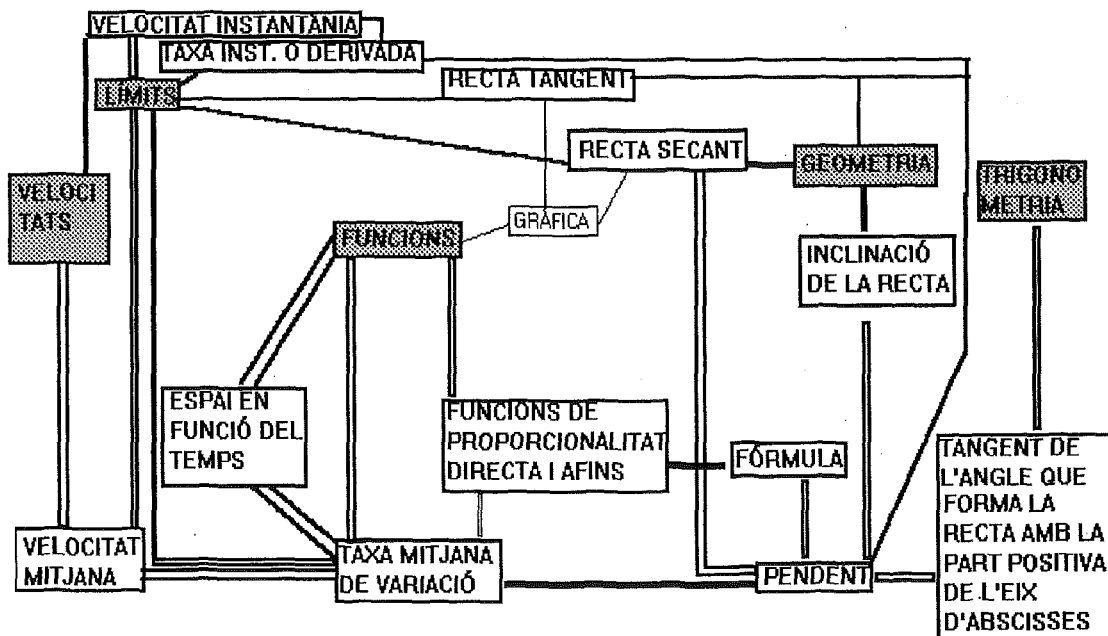 VELOCITAT INSTANTÀNIA
TAXA INST. O DERIVADA
RECTA TANGENT
LÍMITS
RECTA SECANT
GEOMETRIA
VELOCI
TATS
TRIGONO
METRIA
GRÀFICA
FUNCIONS
INCLINACIÓ
DE LA RECTA
ESPAI EN
FUNCIÓ DEL
TEMPS
FUNCIONS DE
PROPORCIONALITAT
DIRECTA I AFINS
FÓRMULA
TANGENT DE
L'ANGLE QUE
FORMA LA
RECTA AMB LA
PART POSITIVA
DE L'EIX
D'ABSCISSES
VELOCITAT
MITJANA
TAXA MITJANA
DE VARIACIÓ
PENDENT